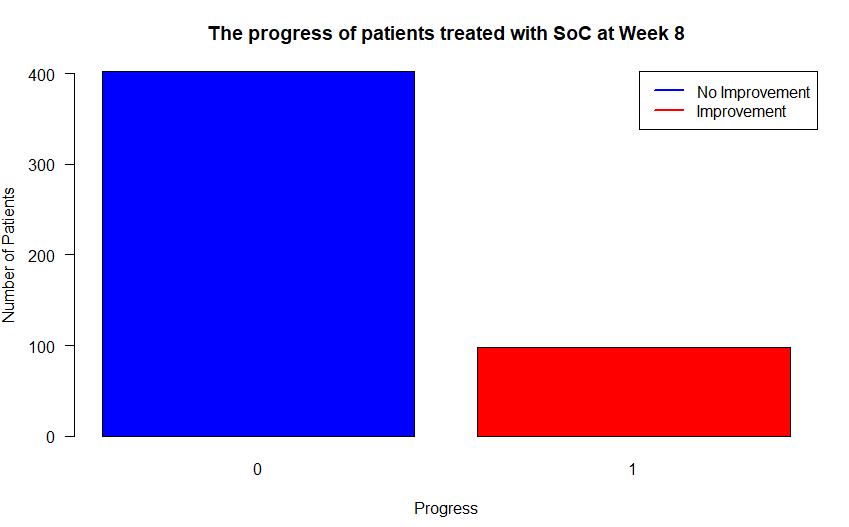 The progress of patients treated with SoC at Week 8
No Improvement
Improvement
Number of Patients
400
300
200
100
0
0 1
Progress